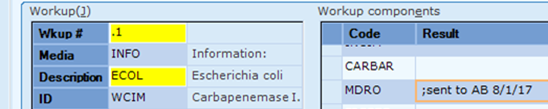 Workup(J) Workup components
Wkup # .1 Code Result
Media INFO Information:
CARBAR
Description ECOL Escherichia coli
MDRO ;sent to AB 8/1/17
ID WCIM Carbapenemase I.